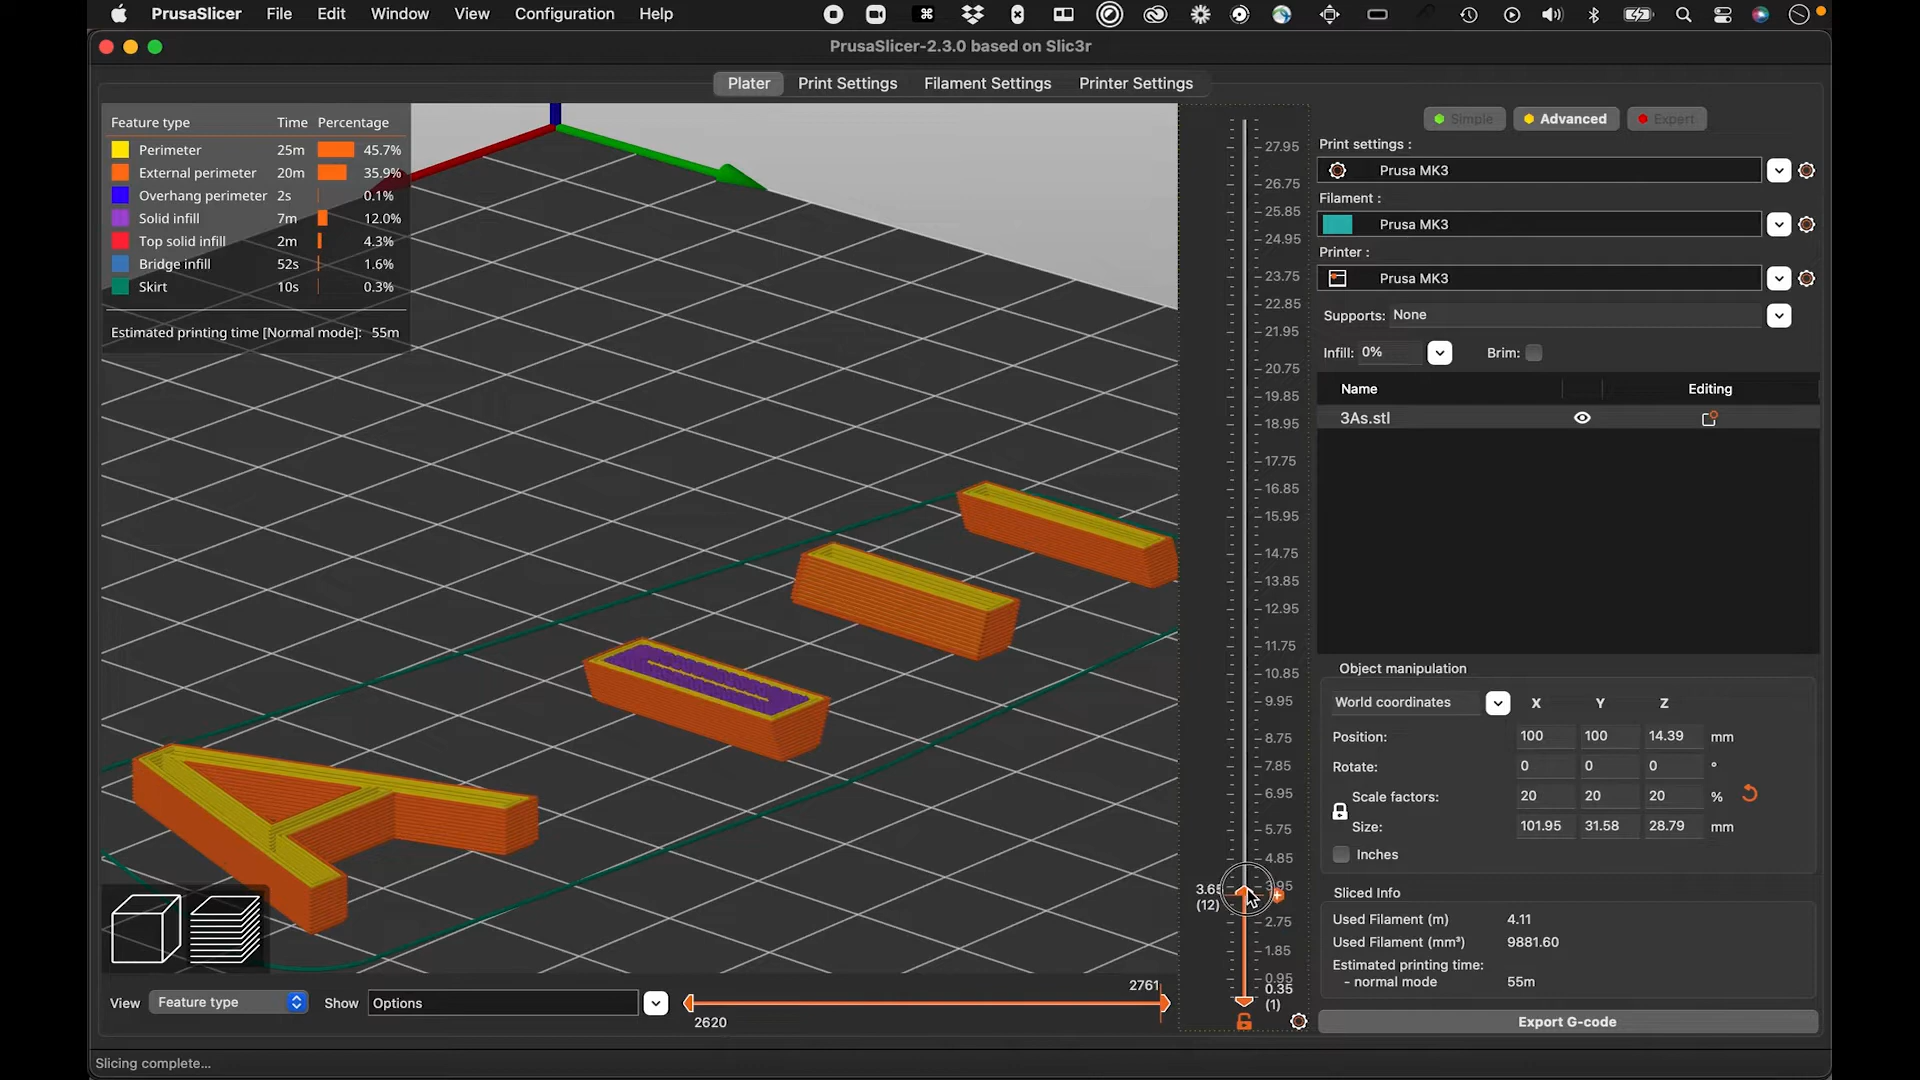 PrusaSlicer File Edit Window View Configuration Help
PrusaSlicer-2.3.0 based on Slic3r
Plater Print Settings Filament Settings Printer Settings
Feature type Time Percentage
Perimeter 25m 45.7%
External perimeter 20m 35.9%
Overhang perimeter 2s 0.1%
Solid infill 7m 12.0%
Top solid infill 2m 4.3%
Bridge infill 52s 1.6%
Skirt 10s 0.3%
Estimated printing time [Normal mode]: 55m
27.95
26.75
25.85
24.95
23.75
22.85
21.95
20.75
19.85
18.95
17.75
16.85
15.95
14.75
13.85
12.95
11.75
10.85
9.95
8.75
7.85
6.95
5.75
4.85
3.95
3.65
(12)
2.75
1.85
0.95
0.35
(1)
Simple Advanced Expert
Print settings :
Prusa MK3
Filament :
Prusa MK3
Printer :
Prusa MK3
Supports: None
Infill: 0% Brim:
Name Editing
3As.stl
Object manipulation
World coordinates X Y Z
Position: 100 100 14.39 mm
Rotate: 0 0 0 °
Scale factors: 20 20 20 %
Size: 101.95 31.58 28.79 mm
Inches
Sliced Info
Used Filament (m) 4.11
Used Filament (mm³) 9881.60
Estimated printing time:
- normal mode 55m
Export G-code
View Feature type Show Options
2761
2620
Slicing complete...